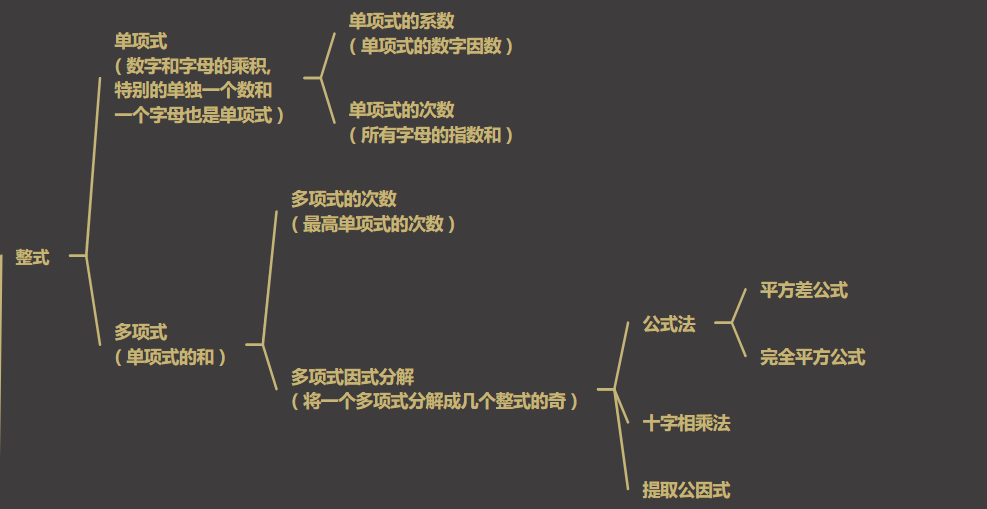 整式
单项式
（数字和字母的乘积,
特别的单独一个数和
一个字母也是单项式）
单项式的系数
（单项式的数字因数）
单项式的次数
（所有字母的指数和）
多项式
（单项式的和）
多项式的次数
（最高单项式的次数）
多项式因式分解
（将一个多项式分解成几个整式的奇）
公式法
平方差公式
完全平方公式
十字相乘法
提取公因式